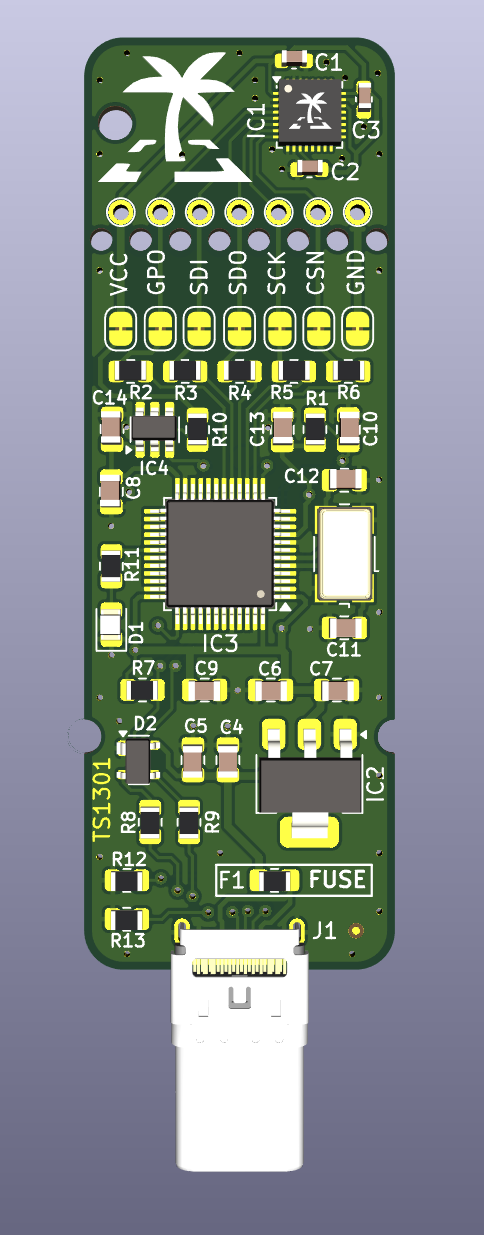 C1
IC1
C3
C2
VCC
GPO
SDI
SDO
SCK
CSN
GND
R2
R3
R4
R5
R6
C14
R10
C13
R1
C10
IC4
C12
C8
R11
D1
IC3
C11
R7
C9
C6
C7
D2
C5
C4
IC2
TS1301
R8
R9
R12
F1 FUSE
R13
J1